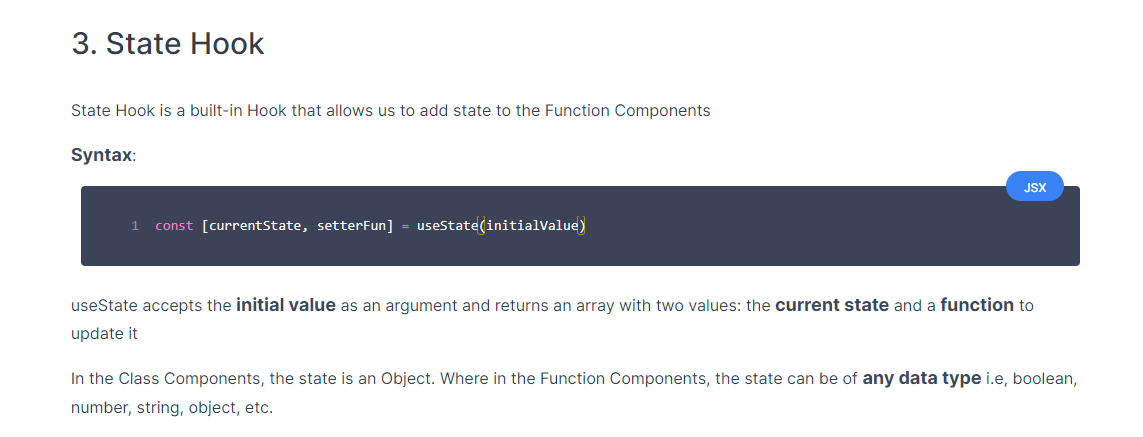 3. State Hook
State Hook is a built-in Hook that allows us to add state to the Function Components
Syntax:
JSX
1 const [currentState, setterFun] = useState(initialValue)
useState accepts the initial value as an argument and returns an array with two values: the current state and a function to
update it
In the Class Components, the state is an Object. Where in the Function Components, the state can be of any data type i.e, boolean,
number, string, object, etc.